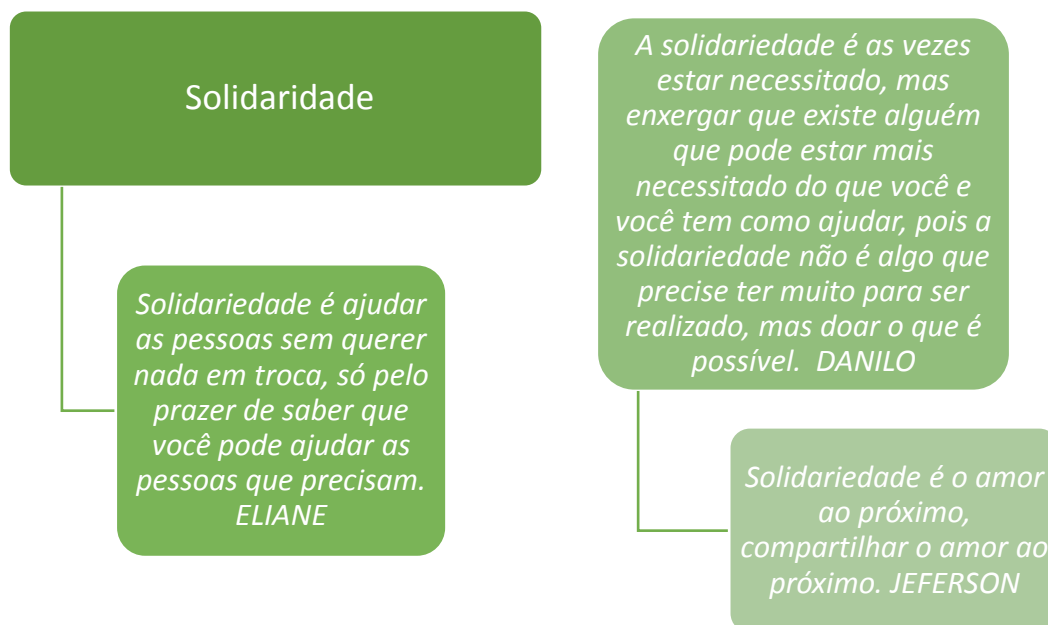 Solidaridade
Solidariedade é ajudar
as pessoas sem querer
nada em troca, só pelo
prazer de saber que
você pode ajudar as
pessoas que precisam.
ELIANE
A solidariedade é as vezes
estar necessitado, mas
enxergar que existe alguém
que pode estar mais
necessitado do que você e
você tem como ajudar, pois a
solidariedade não é algo que
precise ter muito para ser
realizado, mas doar o que é
possível.  DANILO
Solidariedade é o amor
ao próximo,
compartilhar o amor ao
próximo. JEFERSON